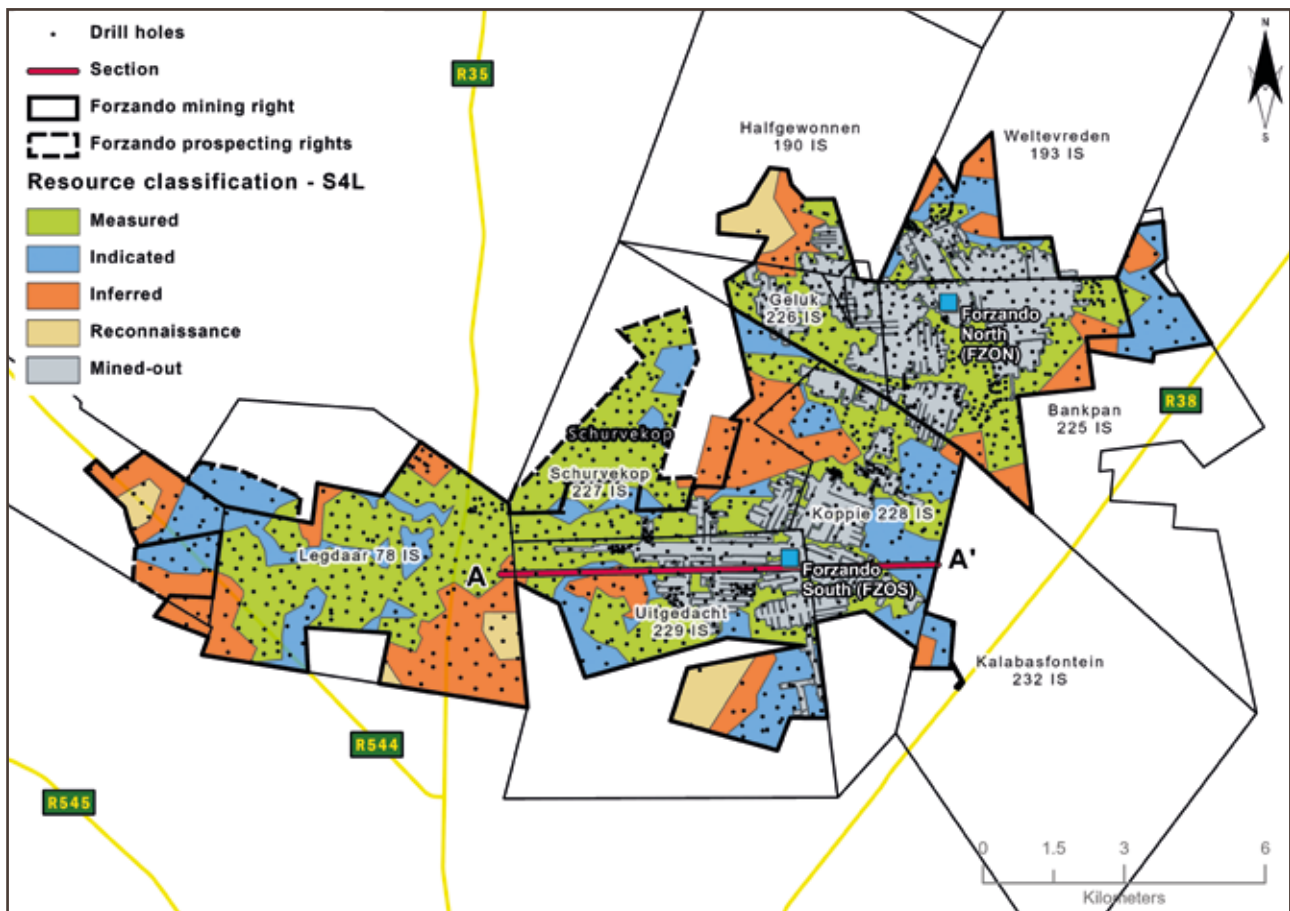 Drill holes
Section
Forzando mining right
Forzando prospecting rights
Resource classification - S4L
Measured
Indicated
Inferred
Reconnaissance
Mined-out
R35
N
S
Halfgewonnen
190 IS
Weltevreden
193 IS
Geluk
226 IS
Forzando
North
(FZON)
Bankpan
225 IS
R38
Schurvekop
Schurvekop
227 IS
Koppie 228 IS
Legdaar 78 IS
A
A'
Forzando
South (FZOS)
Uitgedacht
229 IS
Kalabasfontein
232 IS
R544
R545
0 1.5 3 6
Kilometers